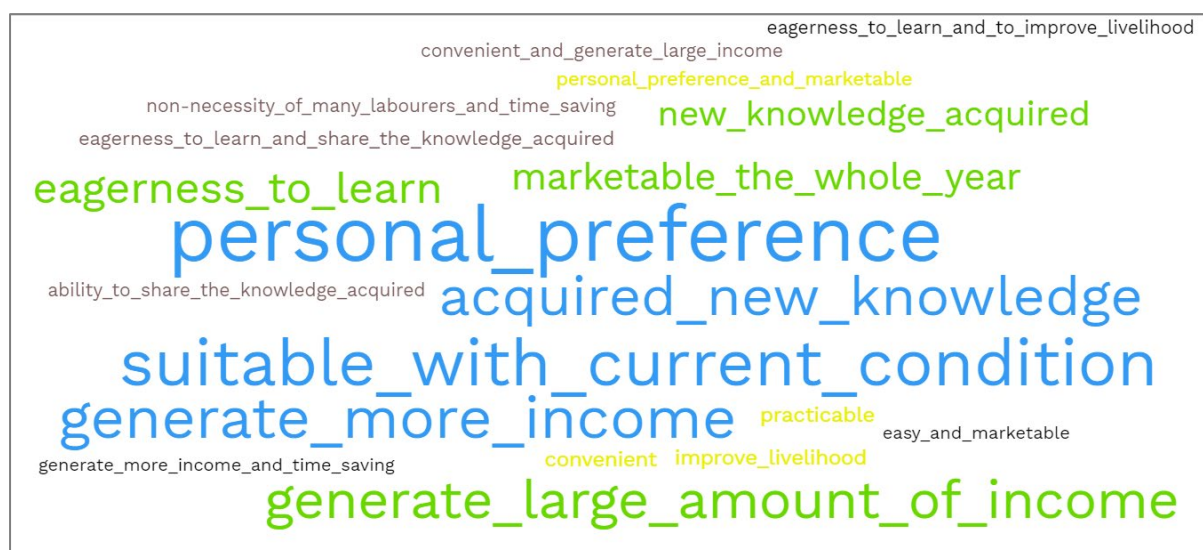 eagerness_to_learn_and_to_improve_livelihood
convenient_and_generate_large_income
personal_preference_and_marketable
non-necessity_of_many_labourers_and_time_saving
new_knowledge_acquired
eagerness_to_learn_and_share_the_knowledge_acquired
eagerness_to_learn
marketable_the_whole_year
personal_preference
ability_to_share_the_knowledge_acquired
acquired_new_knowledge
suitable_with_current_condition
generate_more_income
practicable
easy_and_marketable
generate_more_income_and_time_saving
convenient
improve_livelihood
generate_large_amount_of_income